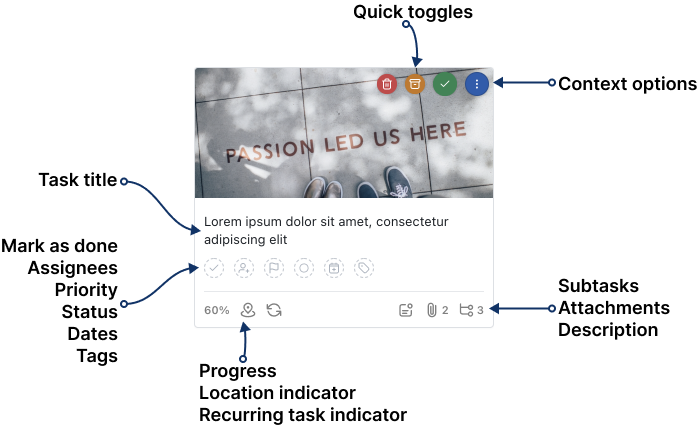 Quick toggles
Context options
PASSION LED US HERE
Task title
Lorem ipsum dolor sit amet, consectetur
adipiscing elit
Mark as done
Assignees
Priority
Status
Dates
Tags
60%
2
3
Subtasks
Attachments
Description
Progress
Location indicator
Recurring task indicator